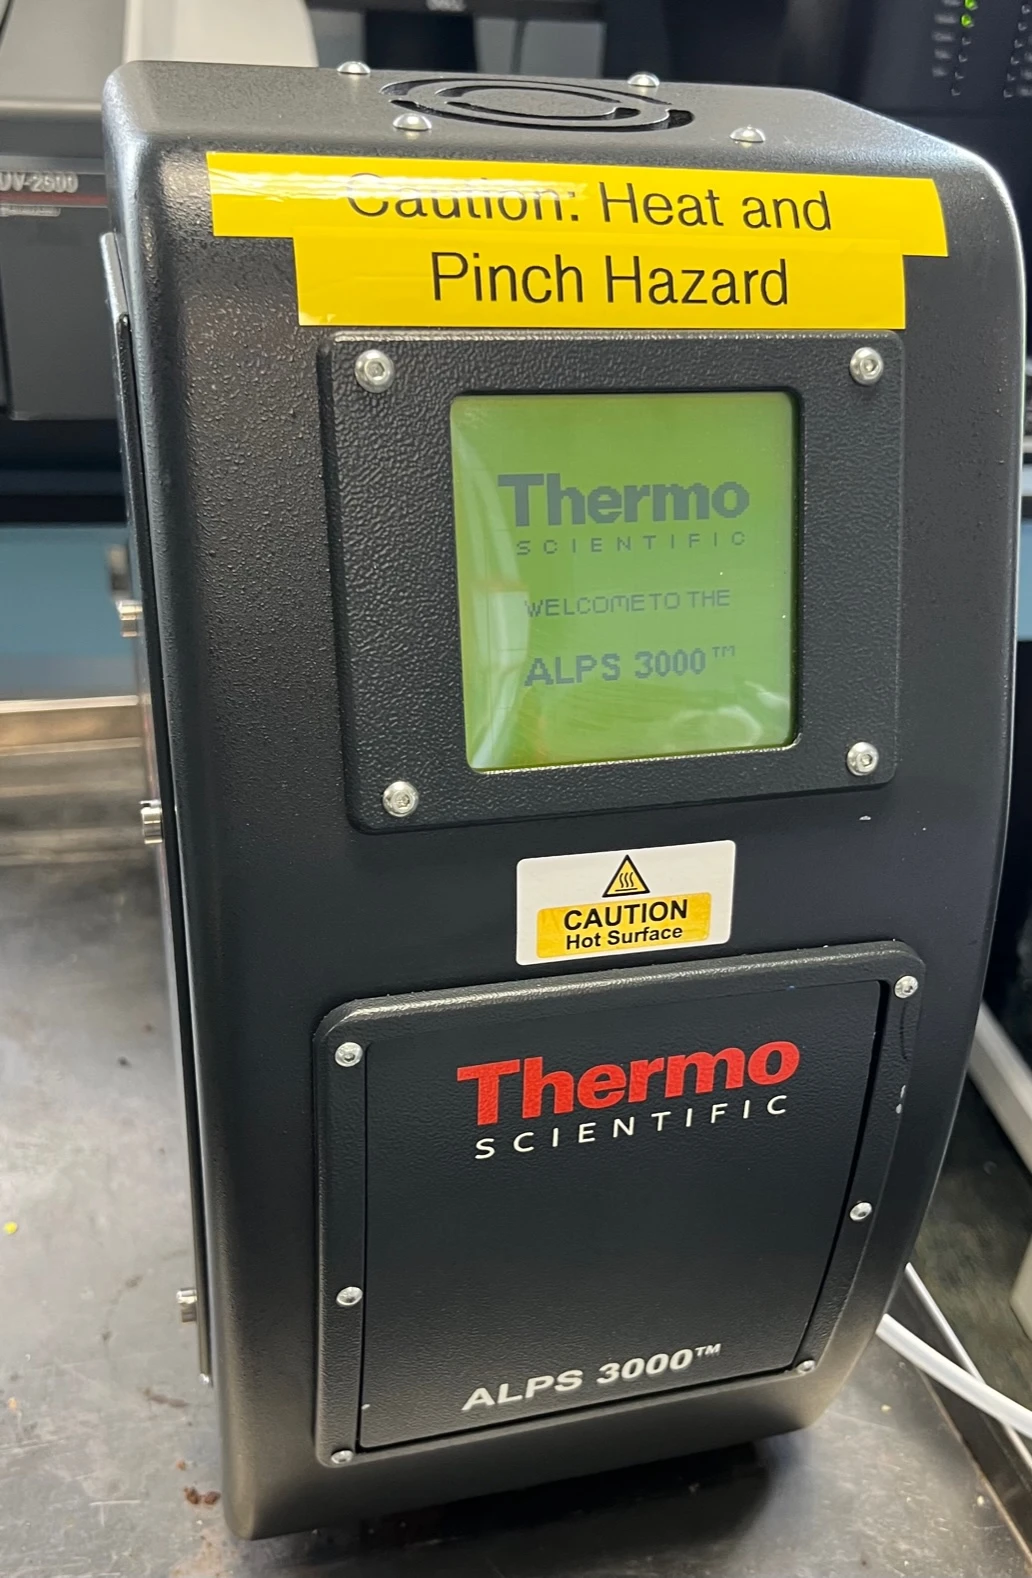 UV-2600
Caution: Heat and
Pinch Hazard
Thermo
SCIENTIFIC
WELCOME TO THE
ALPS 3000™
CAUTION
Hot Surface
Thermo
SCIENTIFIC
ALPS 3000™